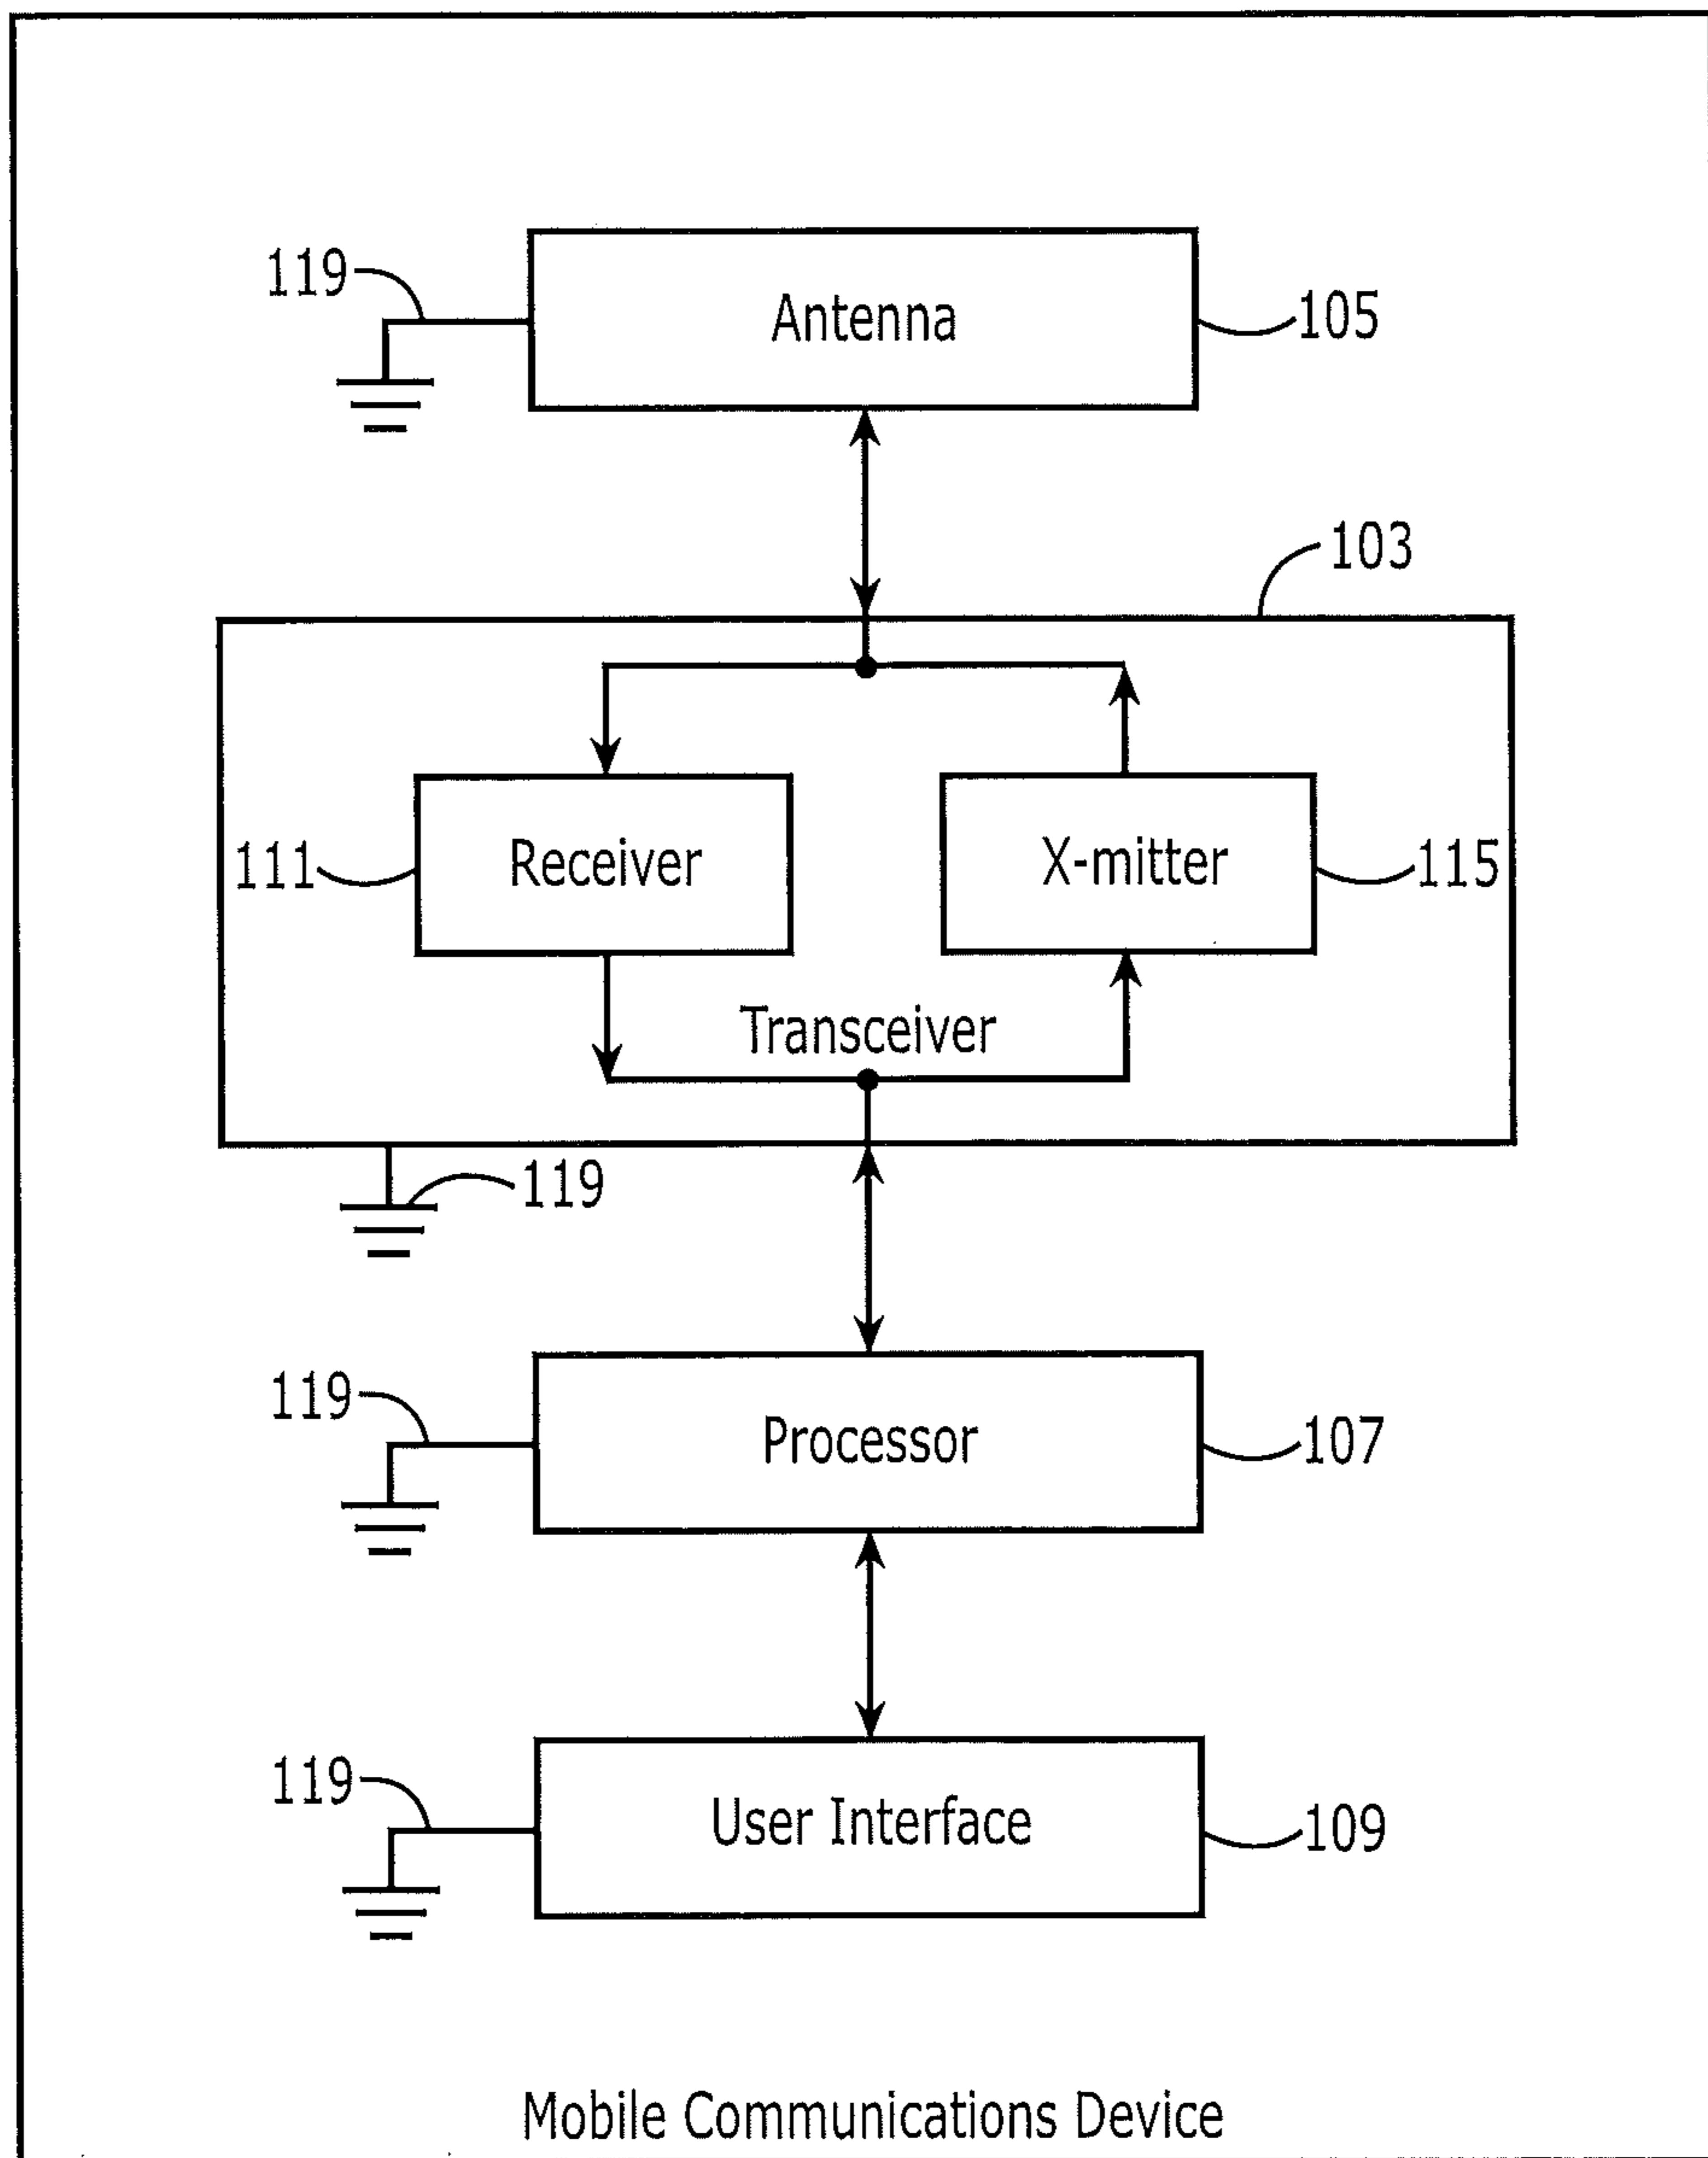 119
Antenna
105
103
111
Receiver
X-mitter
115
Transceiver
119
119
Processor
107
119
User Interface
109
Mobile Communications Device